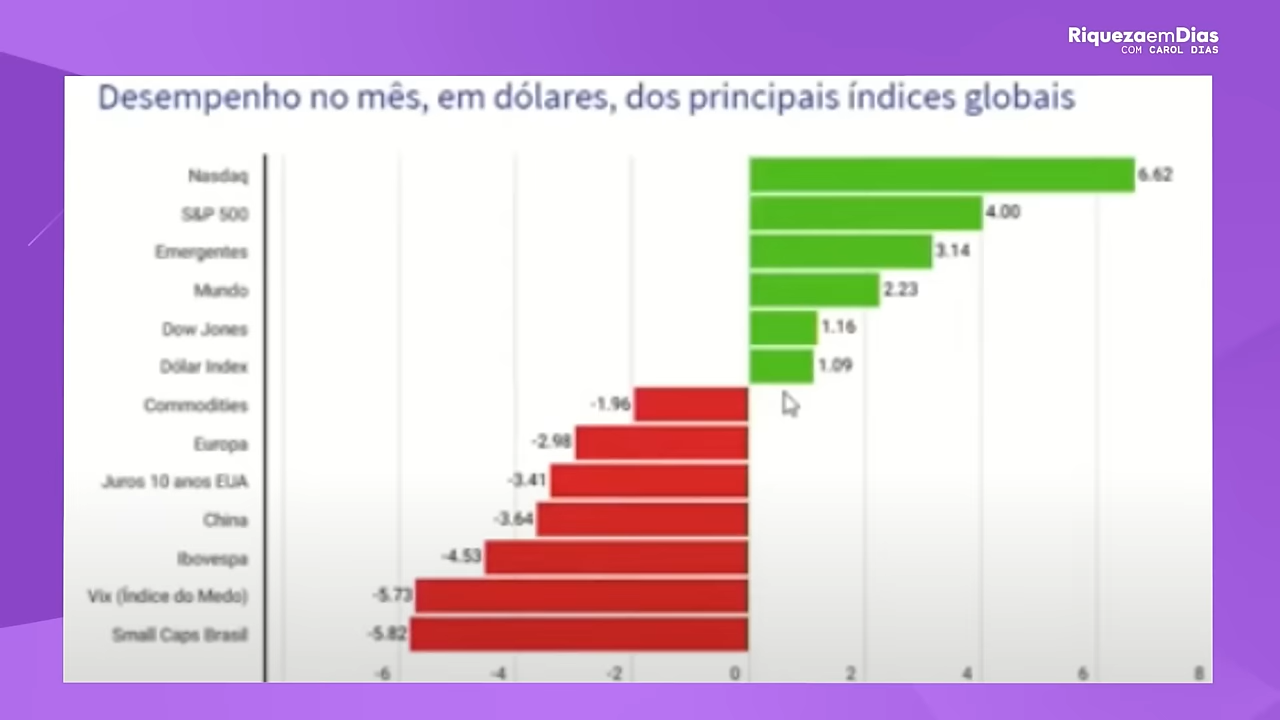 RiquezaemDias
COM CAROL DIAS
Desempenho no mês, em dólares, dos principais índices globais
Nasdaq 6.62
S&P 500 4.00
Emergentes 3.14
Mundo 2.23
Dow Jones 1.16
Dólar Index 1.09
Commodities -1.96
Europa -2.98
Juros 10 anos EUA -3.41
China -3.64
Ibovespa -4.53
Vix (Índice do Medo) -5.73
Small Caps Brasil -5.82
-6 -4 -2 0 2 4 6 8